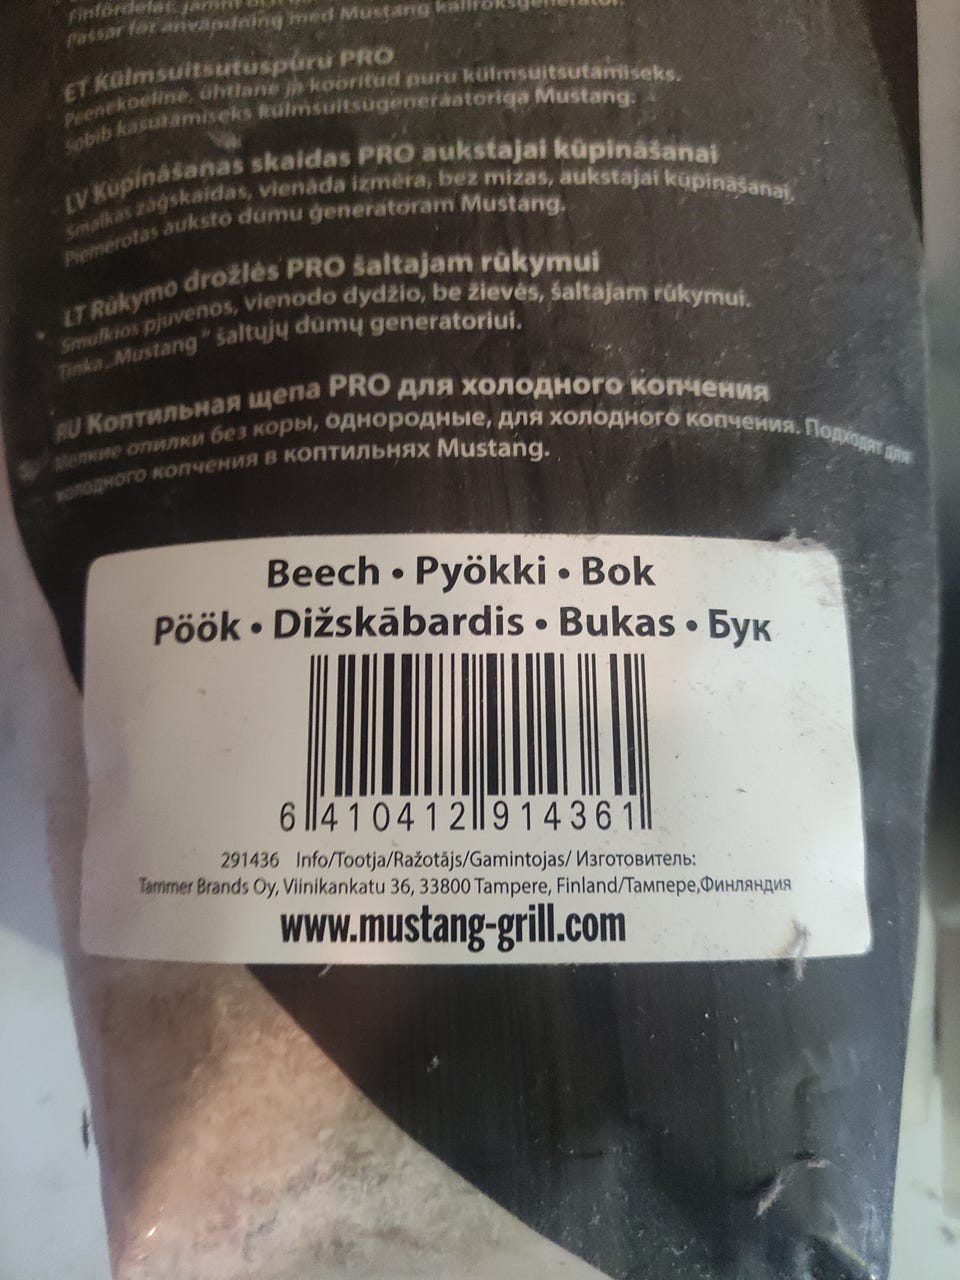 Finfördelat, jämnt
Passar för användning med Mustang kallröksgenerator.
ET Külmsuitsutuspuru PRO
Peenekoeline, ühtlane ja kooritud puru külmsuitsutamiseks.
Sobib kasutamiseks külmsuitsugeneraatoriga Mustang.
LV Kūpināšanas skaidas PRO aukstajai kūpināšanai
Smalkas zāģskaidas, vienāda izmēra, bez mizas, aukstajai kūpināšanai.
Piemērotas auksto dūmu ģeneratoram Mustang.
LT Rūkymo drožlės PRO šaltajam rūkymui
Smulkios pjuvenos, vienodo dydžio, be žievės, šaltajam rūkymui.
Tinka „Mustang“ šaltųjų dūmų generatoriui.
RU Коптильная щепа PRO для холодного копчения
Мелкие опилки без коры, однородные, для холодного копчения. Подходят для
холодного копчения в коптильнях Mustang.
Beech • Pyökki • Bok
Pöök • Dižskābardis • Bukas • Бук
6 410412 914361
291436 Info/Tootja/Ražotājs/Gamintojas/ Изготовитель:
Tammer Brands Oy, Viinikankatu 36, 33800 Tampere, Finland/Тампере,Финляндия
www.mustang-grill.com